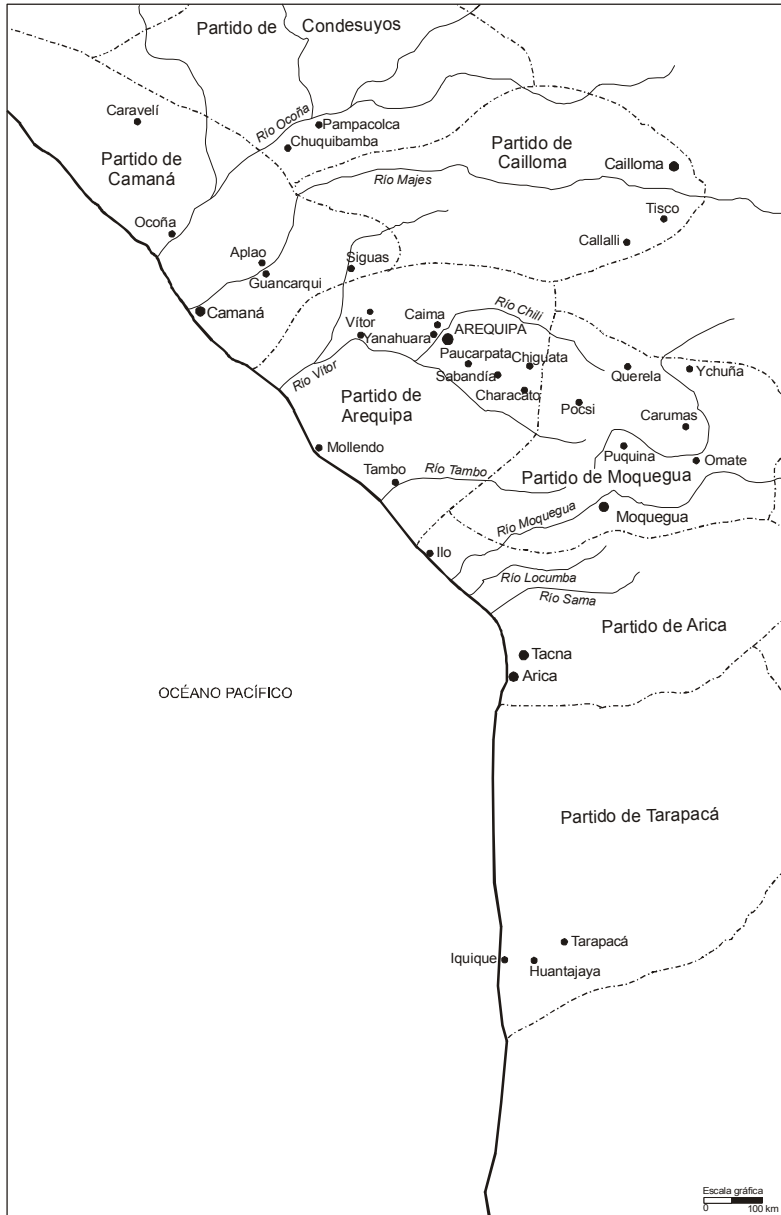 Partido de Condesuyos
Caravelí
Río Ocoña
Pampacolca
Chuquibamba
Partido de
Camaná
Partido de
Cailloma
Cailloma
Río Majes
Tisco
Ocoña
Callalli
Aplao
Siguas
Guancarqui
Camaná
Río Chili
Caima
Vítor
AREQUIPA
Yanahuara
Paucarpata
Chiguata
Querela
Ychuña
Sabandía
Río Vítor
Characato
Partido de
Arequipa
Pocsi
Carumas
Mollendo
Puquina
Omate
Tambo
Río Tambo
Partido de Moquegua
Río Moquegua
Moquegua
Ilo
Río Locumba
Río Sama
Partido de Arica
Tacna
Arica
OCÉANO PACÍFICO
Partido de Tarapacá
Tarapacá
Iquique
Huantajaya
Escala gráfica
0 100 km